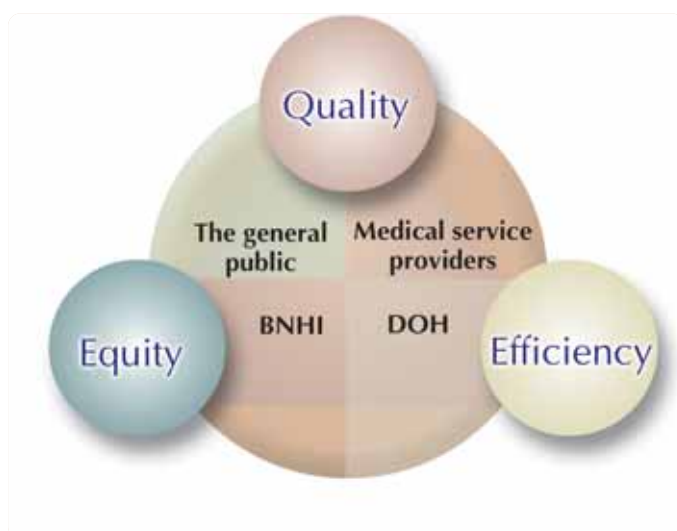 Quality
The general
public
Medical service
providers
BNHI
DOH
Equity
Efficiency